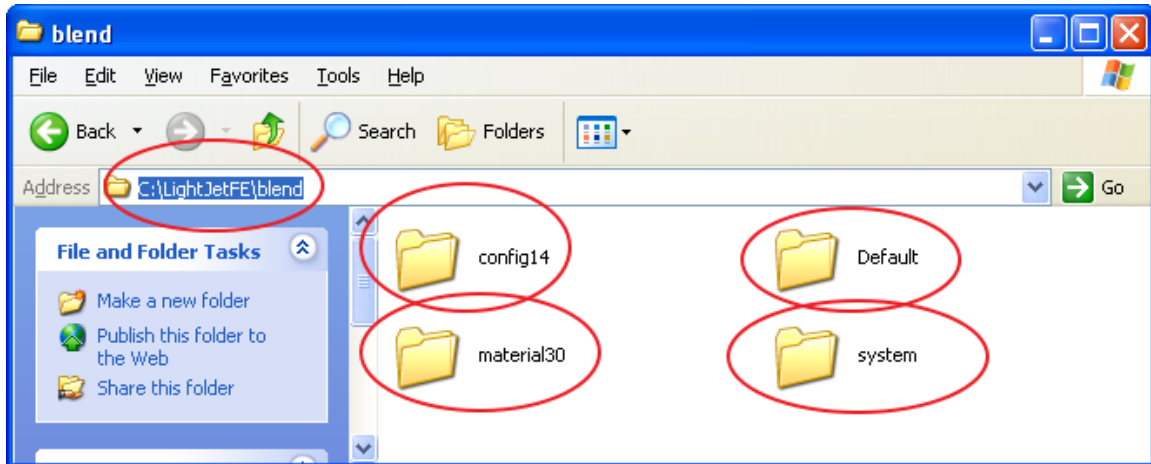 blend
File Edit View Favorites Tools Help
Back Search Folders
Address C:\LightJetFE\blend Go
File and Folder Tasks
Make a new folder
Publish this folder to
the Web
Share this folder
config14 Default
material30 system